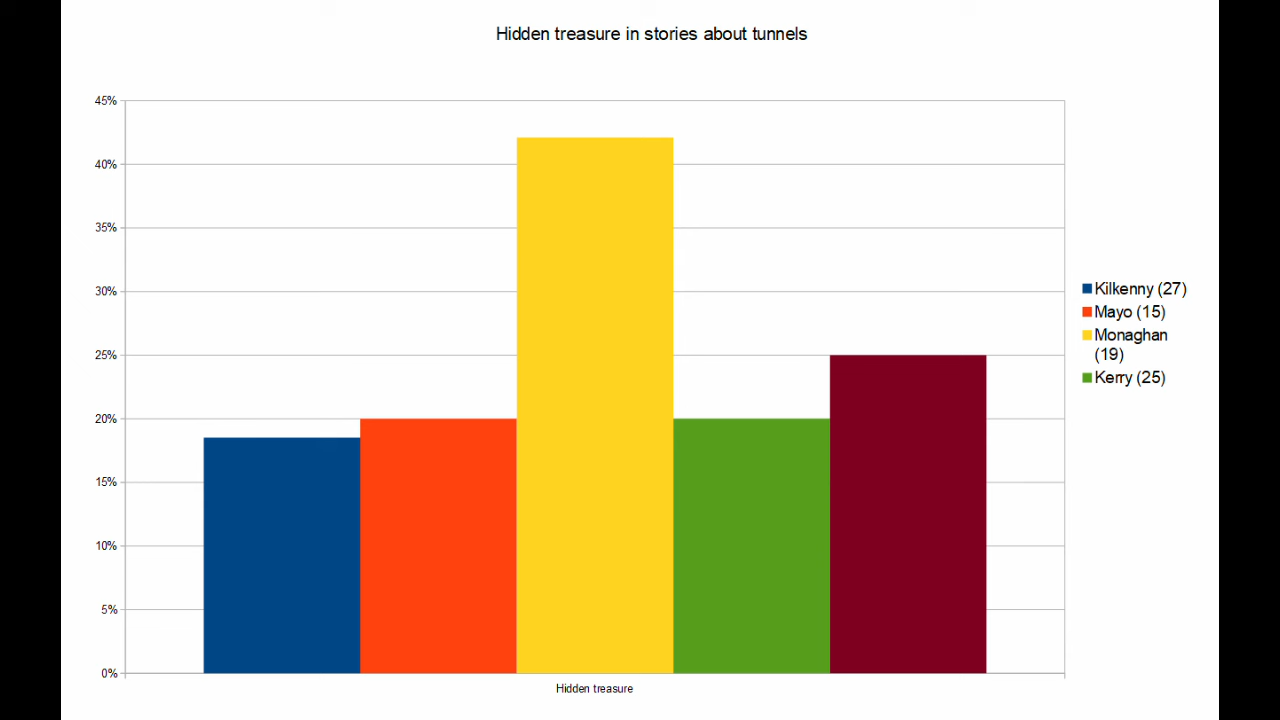 Hidden treasure in stories about tunnels
45%
40%
35%
30%
25%
20%
15%
10%
5%
0%
Hidden treasure
Kilkenny (27)
Mayo (15)
Monaghan
(19)
Kerry (25)